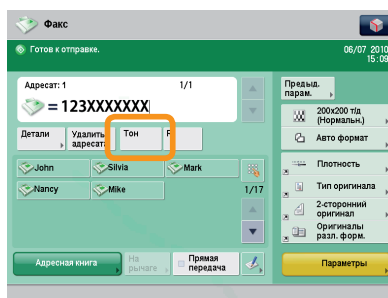 Факс
Готов к отправке.
06/07 2010
15:09
Адресат: 1
1/1
= 123XXXXXXX
Детали
Удалить
адресата
Тон
Предыд.
парам.
200x200 т/д
(Нормальн.)
Авто формат
Плотность
Тип оригинала
2-сторонний
оригинал
Оригиналы
разл. форм.
John
Silvia
Mark
Nancy
Mike
1/17
Адресная книга
На
рычаге
Прямая
передача
Параметры